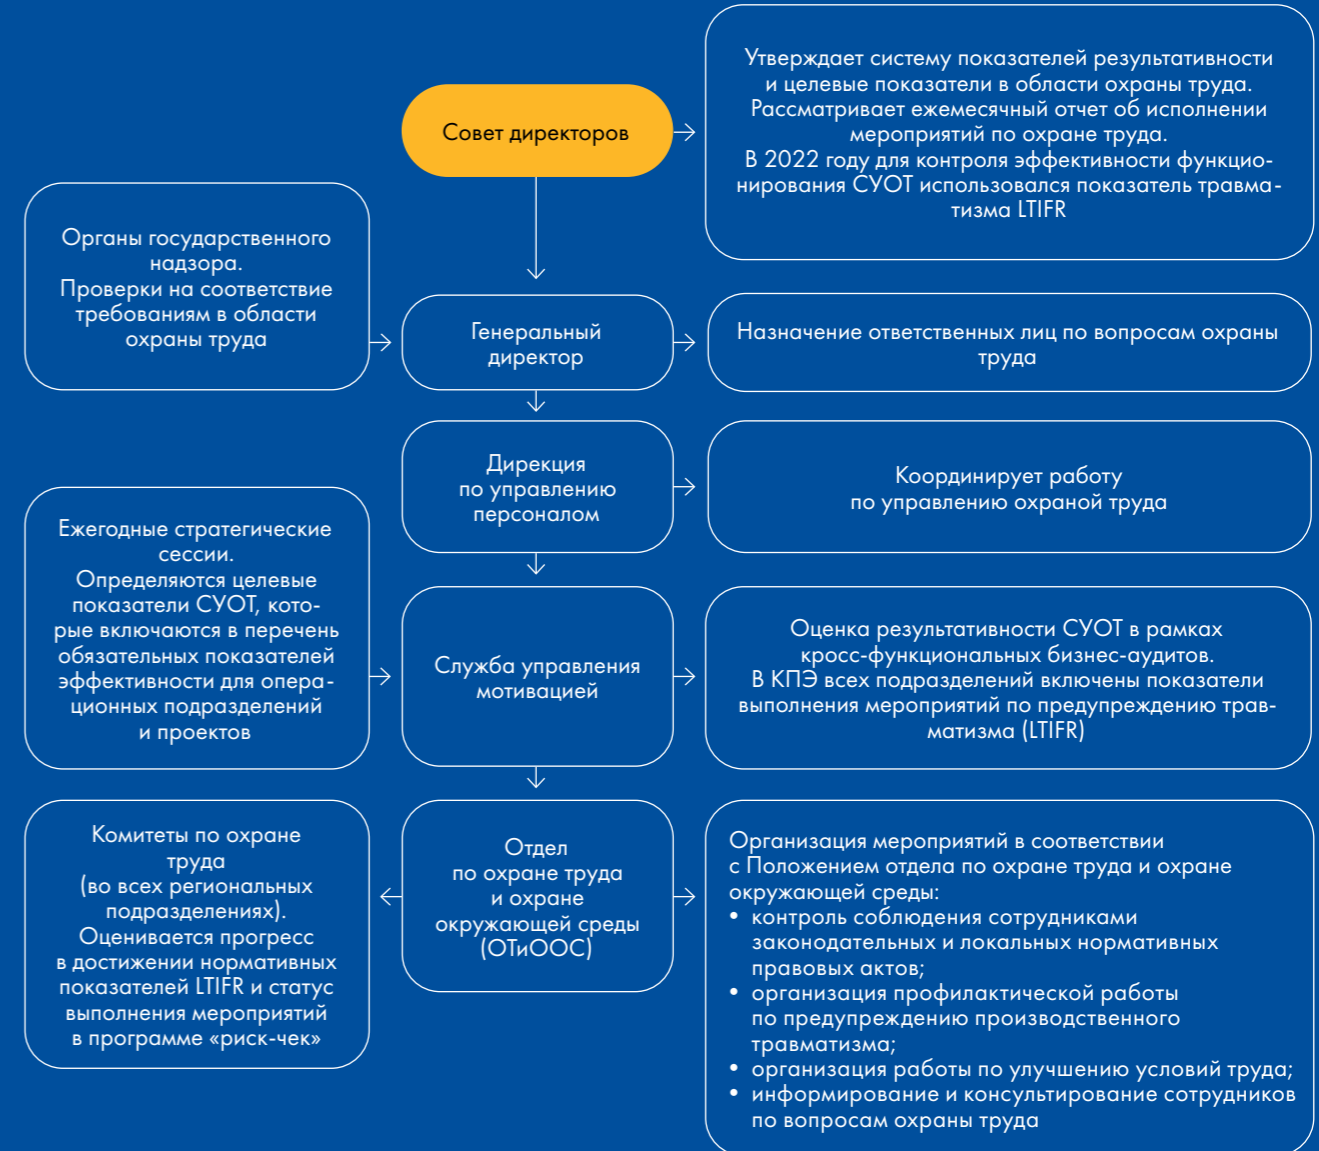 Совет директоров
Утверждает систему показателей результативности
и целевые показатели в области охраны труда.
Рассматривает ежемесячный отчет об исполнении
мероприятий по охране труда.
В 2022 году для контроля эффективности функцио-
нирования СУОТ использовался показатель травма-
тизма LTIFR
Органы государственного
надзора.
Проверки на соответствие
требованиям в области
охраны труда
Генеральный
директор
Назначение ответственных лиц по вопросам охраны
труда
Дирекция
по управлению
персоналом
Координирует работу
по управлению охраной труда
Ежегодные стратегические
сессии.
Определяются целевые
показатели СУОТ, кото-
рые включаются в перечень
обязательных показателей
эффективности для опера-
ционных подразделений
и проектов
Служба управления
мотивацией
Оценка результативности СУОТ в рамках
кросс-функциональных бизнес-аудитов.
В КПЭ всех подразделений включены показатели
выполнения мероприятий по предупреждению трав-
матизма (LTIFR)
Комитеты по охране
труда
(во всех региональных
подразделениях).
Оценивается прогресс
в достижении нормативных
показателей LTIFR и статус
выполнения мероприятий
в программе «риск-чек»
Отдел
по охране труда
и охране
окружающей среды
(ОТиООС)
Организация мероприятий в соответствии
с Положением отдела по охране труда и охране
окружающей среды:
• контроль соблюдения сотрудниками
законодательных и локальных нормативных
правовых актов;
• организация профилактической работы
по предупреждению производственного
травматизма;
• организация работы по улучшению условий труда;
• информирование и консультирование сотрудников
по вопросам охраны труда